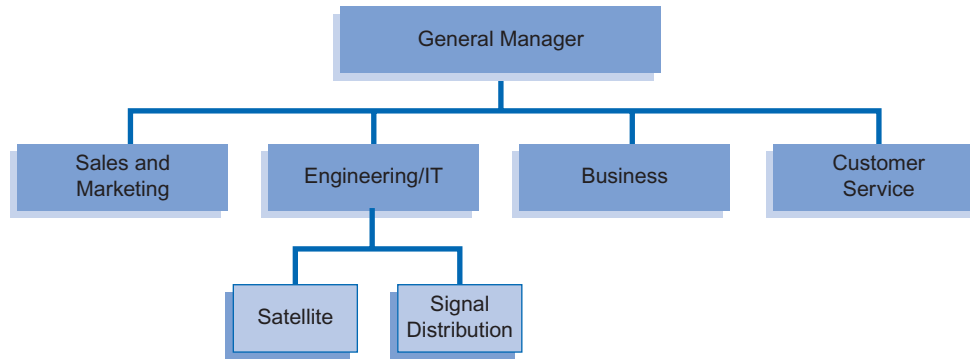 General Manager
Sales and
Marketing
Engineering/IT
Business
Customer
Service
Satellite
Signal
Distribution